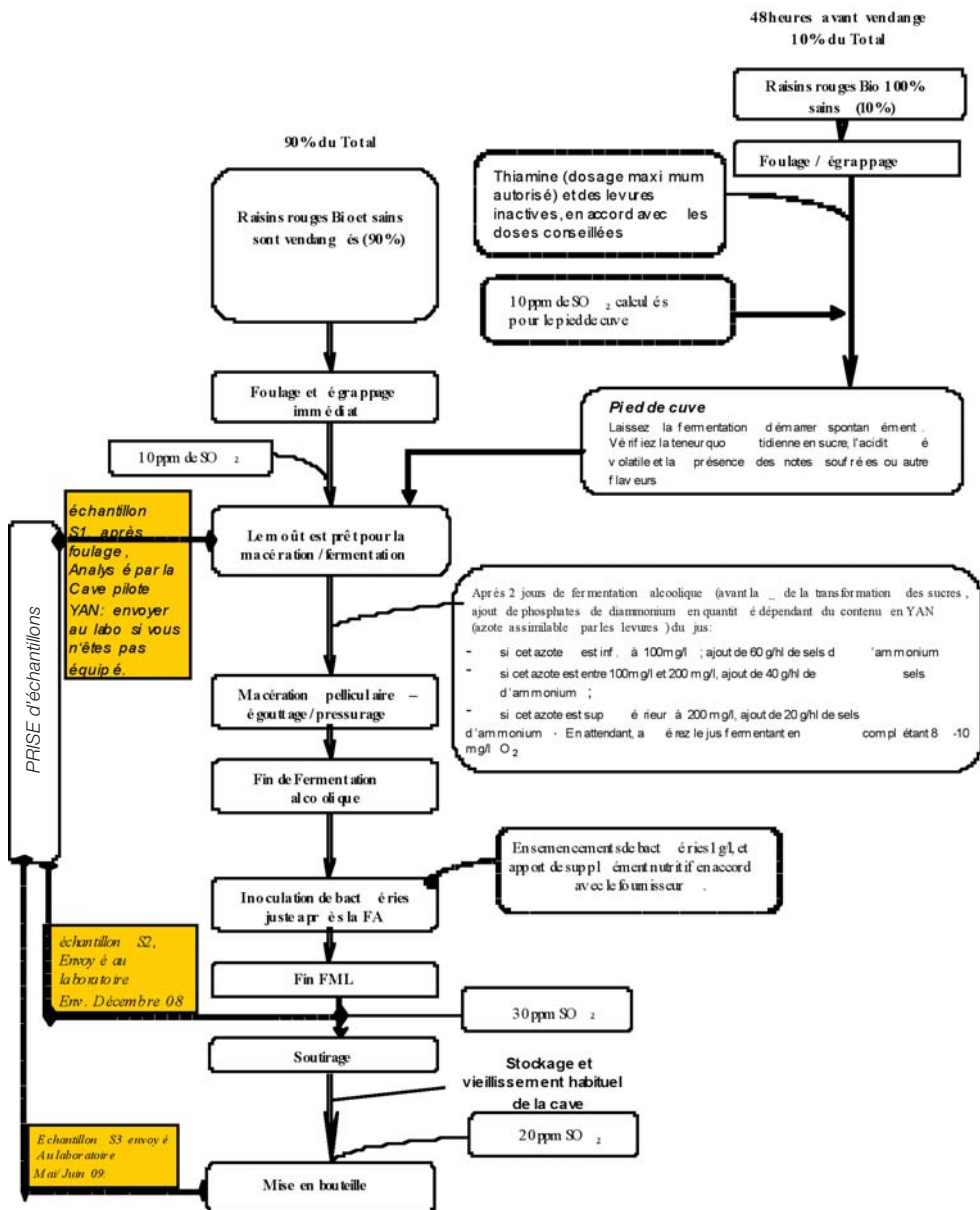 48heures avant vendange
10% du Total
Raisins rouges Bio 100%
sains (10%)
Foulage / égrappage
90% du Total
Thiamine (dosage maximum
autorisé) et des levures
inactives, en accord avec les
doses conseillées
Raisins rouges Bio et sains
sont vendangés (90%)
10ppm de SO₂ calculés
pour le pied de cuve
Foulage et égrappage
immédiat
Pied de cuve
Laissez la fermentation démarrer spontanément.
Vérifiez la teneur quotidienne en sucre, l'acidité
volatile et la présence des notes soufrées ou autre
flaveurs
10ppm de SO₂
échantillon
S1, après
foulage,
Analysé par la
Cave pilote
YAN: envoyer
au labo si vous
n'êtes pas
équipé.
Le moût est prêt pour la
macération / fermentation
PRISE d'échantillons
Après 2 jours de fermentation alcoolique (avant la _ de la transformation des sucres,
ajout de phosphates de diammonium en quantité dépendant du contenu en YAN
(azote assimilable par les levures) du jus:
- si cet azote est inf. à 100mg/l ; ajout de 60 g/hl de sels d'ammonium
- si cet azote est entre 100mg/l et 200 mg/l, ajout de 40 g/hl de sels
d'ammonium ;
- si cet azote est supérieur à 200 mg/l, ajout de 20 g/hl de sels
d'ammonium - En attendant, aérez le jus fermentant en complétant 8 -10
mg/l O₂
Macération pelliculaire –
égouttage/pressurage
Fin de Fermentation
alcoolique
Ensemencements de bactéries 1 g/l, et
apport de supplément nutritif en accord
avec le fournisseur .
Inoculation de bactéries
juste après la FA
échantillon S2,
Envoyé au
laboratoire
Env. Décembre 08
Fin FML
30ppm SO₂
Soutirage
Stockage et
vieillissement habituel
de la cave
20ppm SO₂
Echantillon S3 envoyé
Au laboratoire
Mai/Juin 09.
Mise en bouteille